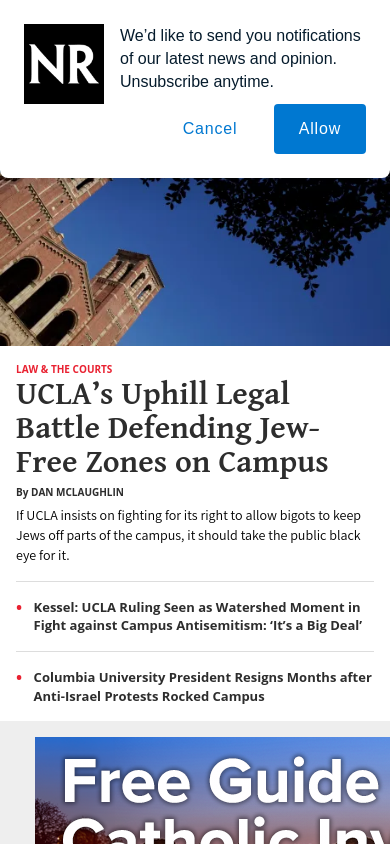 NR
We’d like to send you notifications
of our latest news and opinion.
Unsubscribe anytime.
Cancel
Allow
LAW & THE COURTS
UCLA’s Uphill Legal
Battle Defending Jew-
Free Zones on Campus
By DAN MCLAUGHLIN
If UCLA insists on fighting for its right to allow bigots to keep
Jews off parts of the campus, it should take the public black
eye for it.
• Kessel: UCLA Ruling Seen as Watershed Moment in
Fight against Campus Antisemitism: ‘It’s a Big Deal’
• Columbia University President Resigns Months after
Anti-Israel Protests Rocked Campus
Free Guide
Catholic